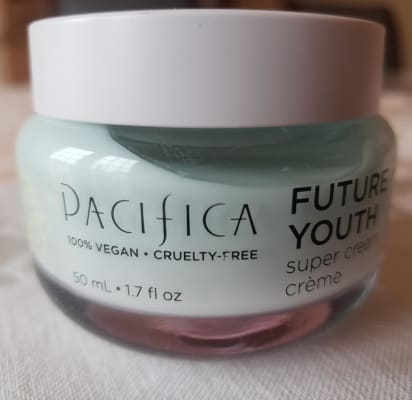 PACIFICA
100% VEGAN • CRUELTY-FREE
50 mL • 1.7 fl oz
FUTURE
YOUTH
super cream
crème